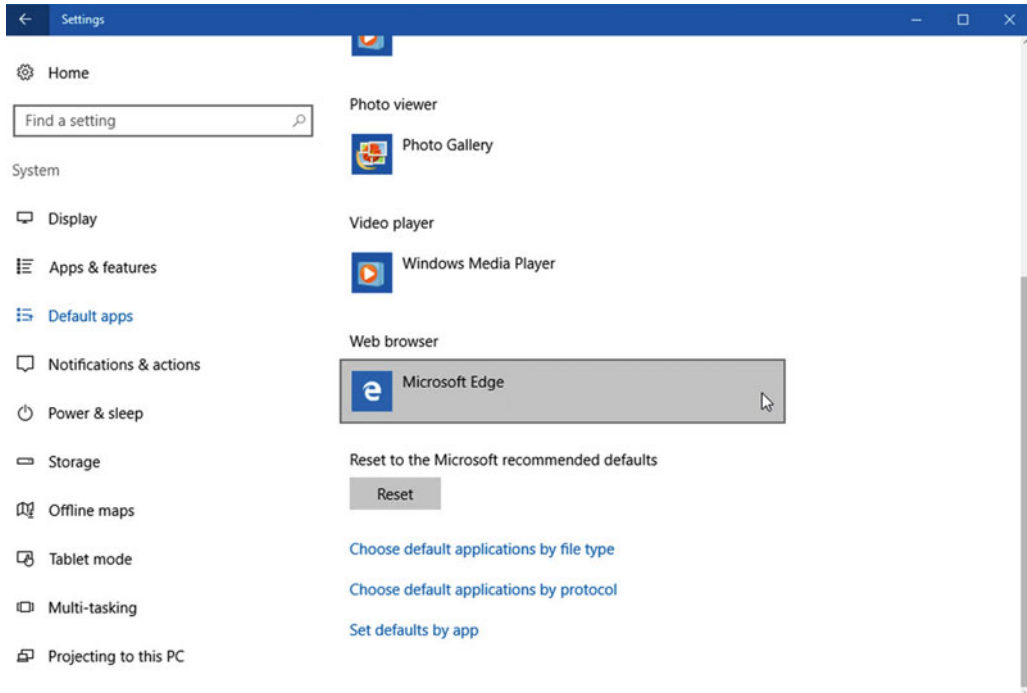 Settings
Home
Find a setting
System
Display
Apps & features
Default apps
Notifications & actions
Power & sleep
Storage
Offline maps
Tablet mode
Multi-tasking
Projecting to this PC
Photo viewer
Photo Gallery
Video player
Windows Media Player
Web browser
Microsoft Edge
Reset to the Microsoft recommended defaults
Reset
Choose default applications by file type
Choose default applications by protocol
Set defaults by app